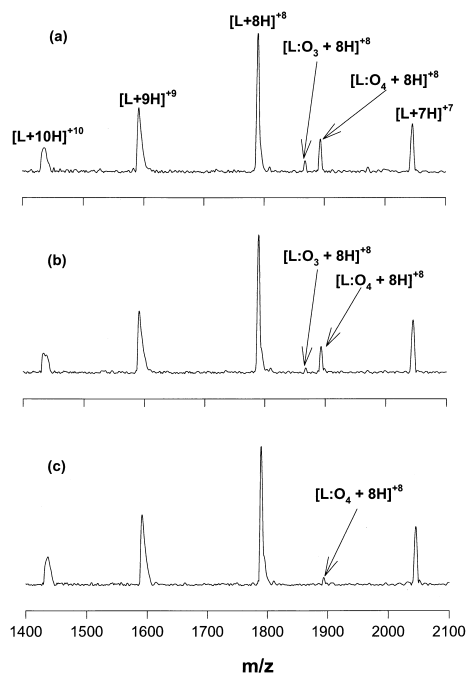 (a)
[L+8H]+8
[L:O3 + 8H]+8
[L:O4 + 8H]+8
[L+9H]+9
[L+7H]+7
[L+10H]+10
(b)
[L:O3 + 8H]+8
[L:O4 + 8H]+8
(c)
[L:O4 + 8H]+8
1400 1500 1600 1700 1800 1900 2000 2100
m/z